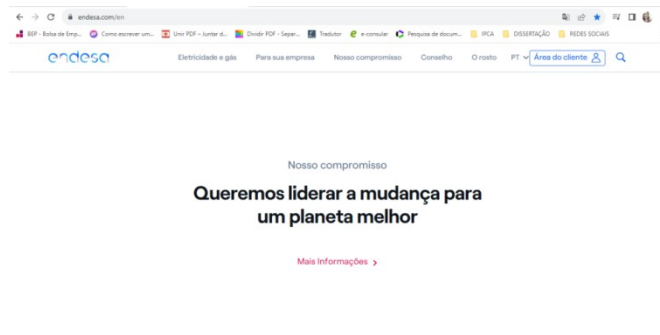 endesa.com/en
BEP - Bolsa de Emp... Como escrever um... Unir PDF – Juntar d... Dividir PDF - Separ... Tradutor e-consular Pesquisa de docum... IPCA DISSERTAÇÃO REDES SOCIAIS
endesa Eletricidade e gás Para sua empresa Nosso compromisso Conselho O rosto PT Área do cliente
Nosso compromisso
Queremos liderar a mudança para
um planeta melhor
Mais Informações